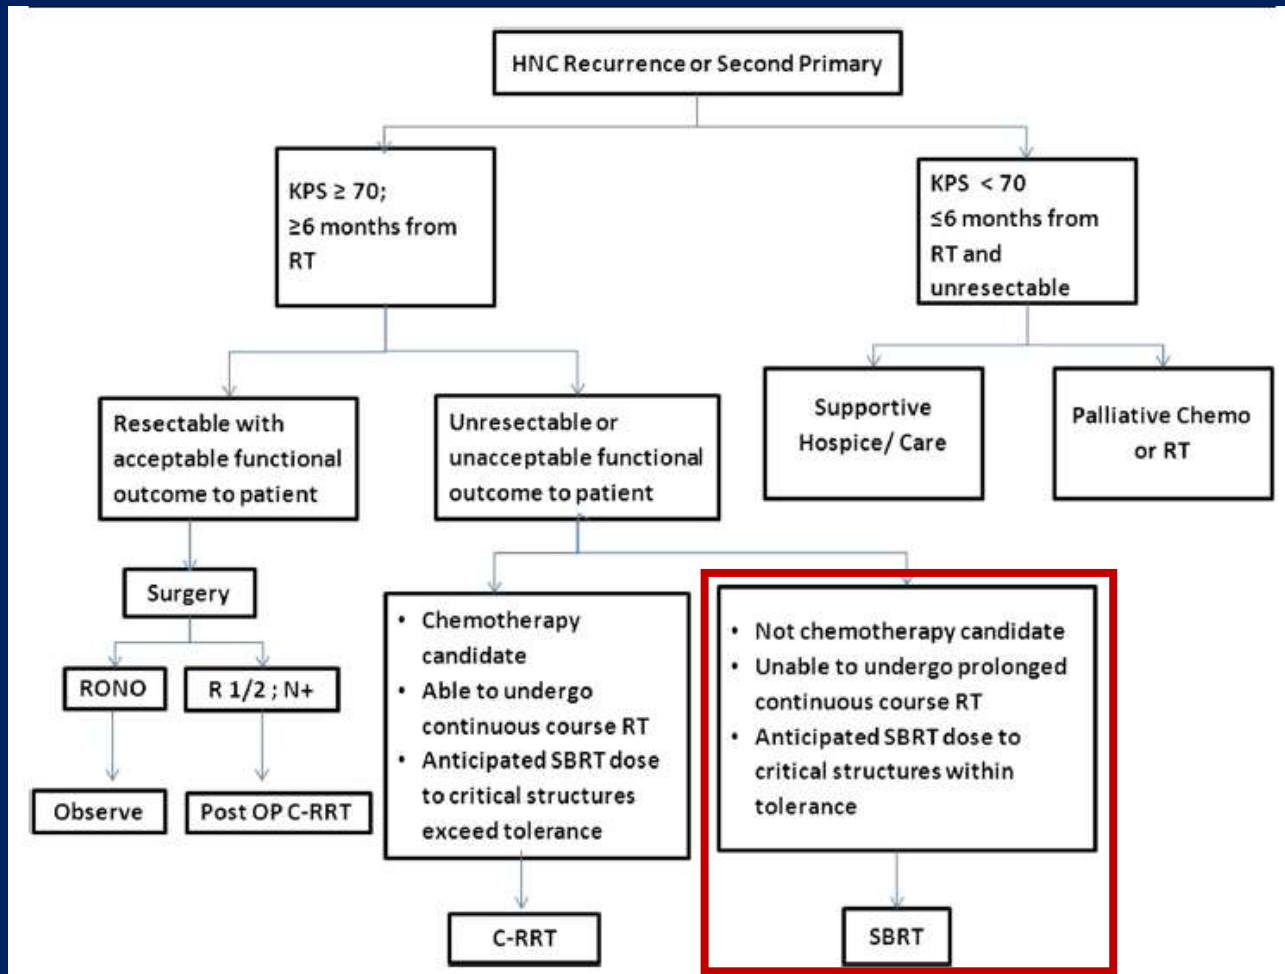 HNC Recurrence or Second Primary
KPS ≥ 70;
≥6 months from
RT
KPS < 70
≤6 months from
RT and
unresectable
Resectable with
acceptable functional
outcome to patient
Unresectable or
unacceptable functional
outcome to patient
Supportive
Hospice/ Care
Palliative Chemo
or RT
Surgery
RONO
R 1/2 ; N+
Observe
Post OP C-RRT
• Chemotherapy
candidate
• Able to undergo
continuous course RT
• Anticipated SBRT dose
to critical structures
exceed tolerance
C-RRT
• Not chemotherapy candidate
• Unable to undergo prolonged
continuous course RT
• Anticipated SBRT dose to
critical structures within
tolerance
SBRT